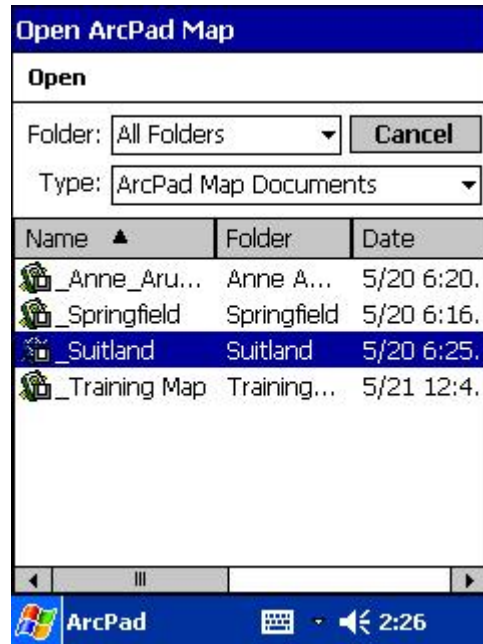 Open ArcPad Map
Open
Folder: All Folders Cancel
Type: ArcPad Map Documents
Name Folder Date
_Anne_Aru... Anne A... 5/20 6:20.
_Springfield Springfield 5/20 6:16.
_Suitland Suitland 5/20 6:25.
_Training Map Training... 5/21 12:4.
ArcPad 2:26